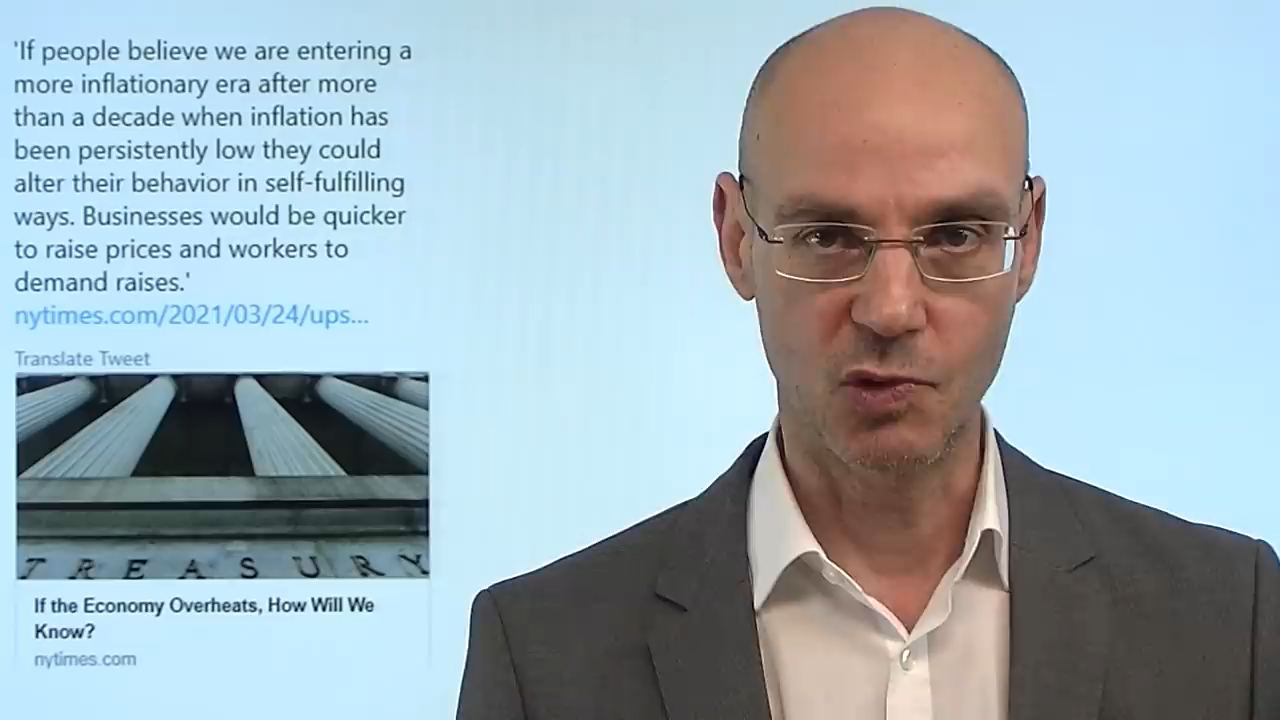 'If people believe we are entering a
more inflationary era after more
than a decade when inflation has
been persistently low they could
alter their behavior in self-fulfilling
ways. Businesses would be quicker
to raise prices and workers to
demand raises.'
nytimes.com/2021/03/24/ups...
Translate Tweet
TREASURY
If the Economy Overheats, How Will We
Know?
nytimes.com